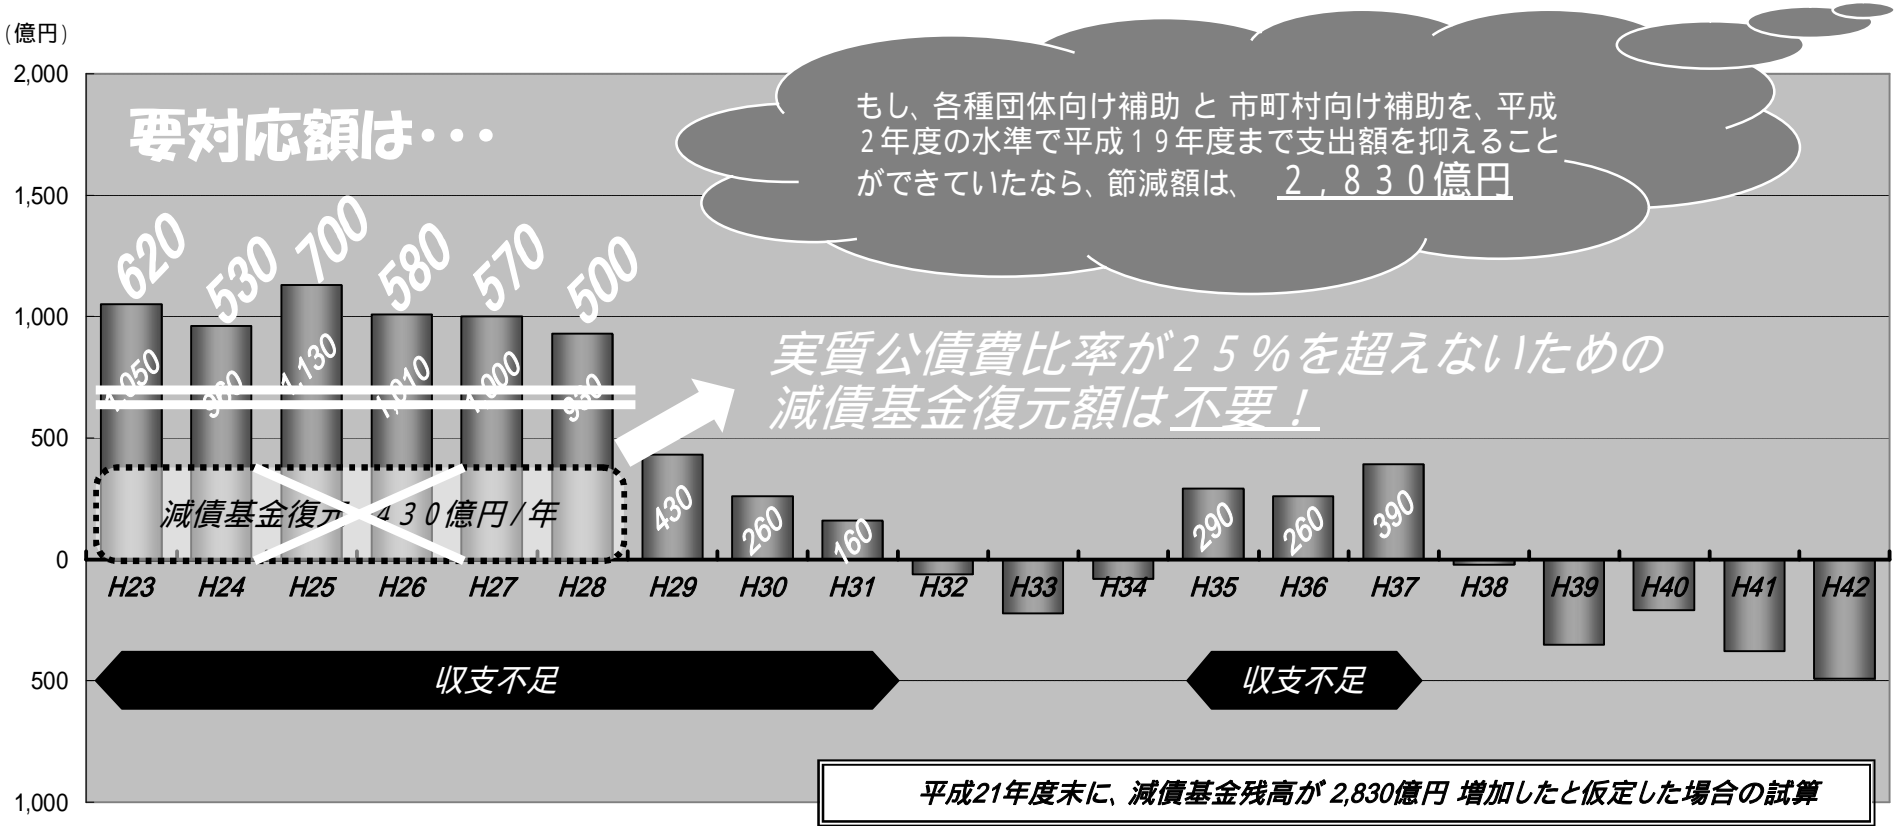 (億円)
もし、各種団体向け補助 と 市町村向け補助を、平成
2年度の水準で平成19年度まで支出額を抑えること
ができていたなら、節減額は、 2,830億円
要対応額は・・・
2,000
1,500
1,000
500
0
500
1,000
620
530
700
580
570
500
1,050
960
1,130
1,010
1,000
930
実質公債費比率が25%を超えないための
減債基金復元額は不要!
減債基金復元 430億円/年
430
260
160
290
260
390
H23 H24 H25 H26 H27 H28 H29 H30 H31 H32 H33 H34 H35 H36 H37 H38 H39 H40 H41 H42
収支不足
収支不足
平成21年度末に、減債基金残高が 2,830億円 増加したと仮定した場合の試算